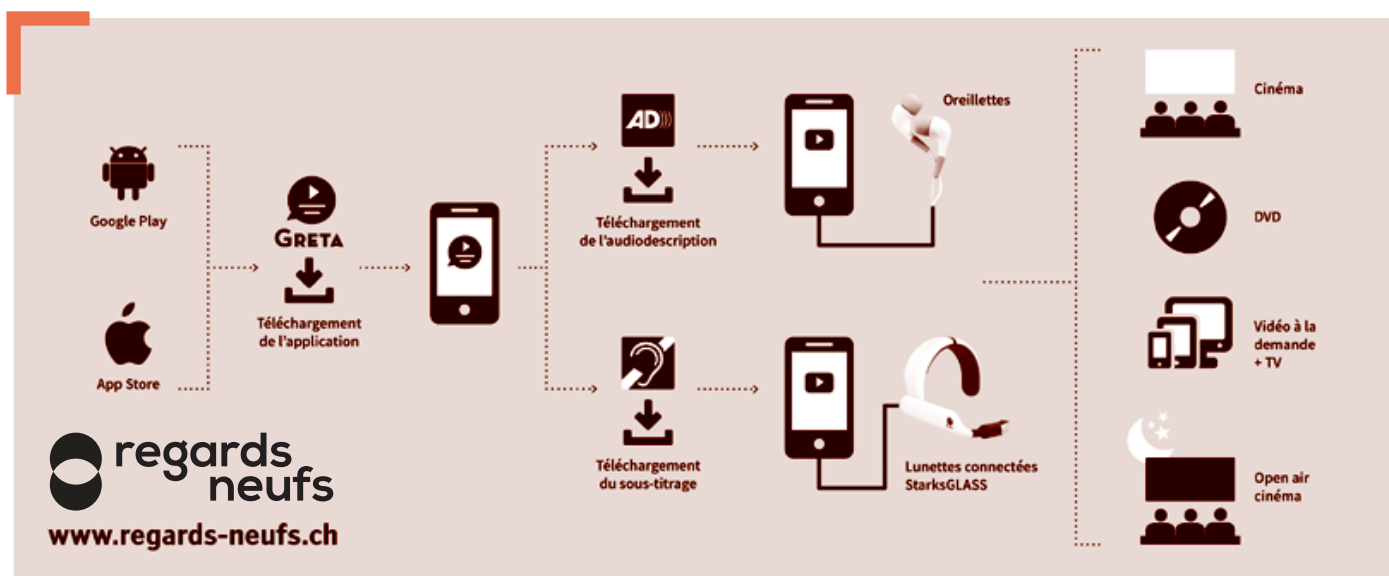 Google Play
App Store
GRETA
Téléchargement
de l'application
AD
Téléchargement
de l'audiodescription
Oreillettes
Téléchargement
du sous-titrage
Lunettes connectées
StarksGLASS
Cinéma
DVD
Vidéo à la
demande
+ TV
Open air
cinéma
regards
neufs
www.regards-neufs.ch